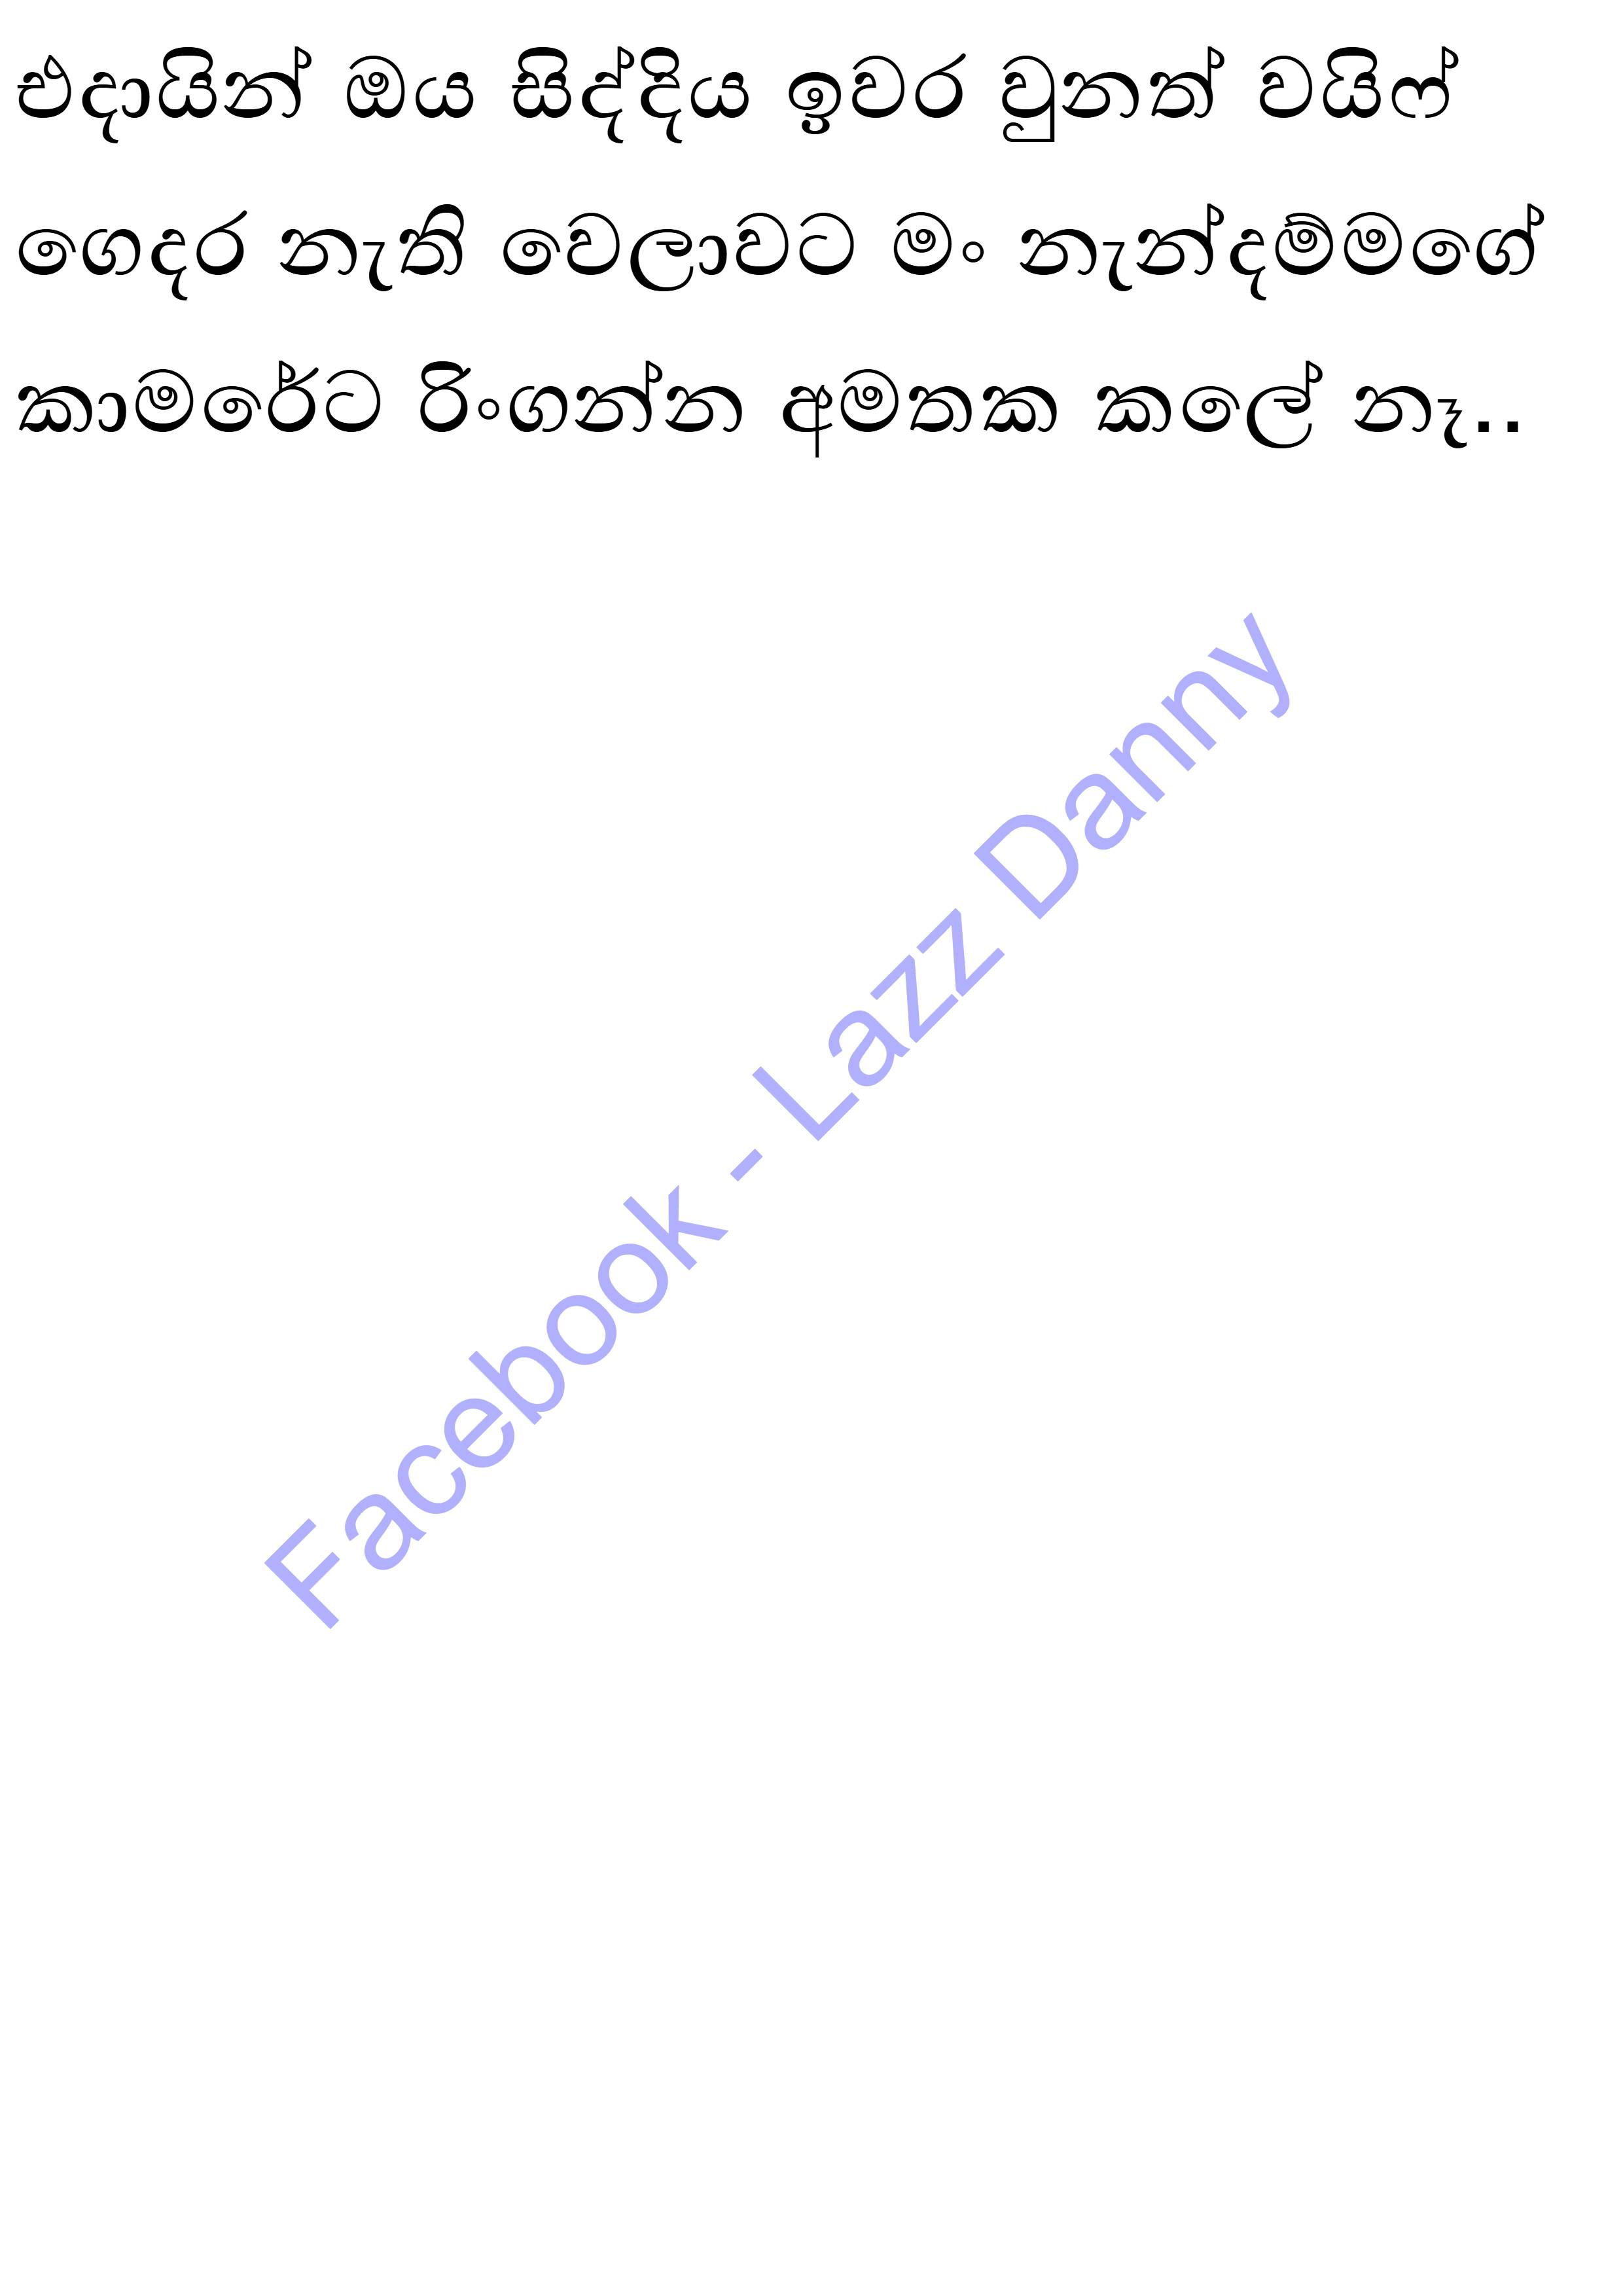 එදායින් ඔය සිද්දිය ඉවර වුනත් වයිෆ්
ගෙදර නැති වෙලාවට මං නැන්දම්මගේ
කාමරේට රිංගන්න අමතක කලේ නෑ..
Facebook - Lazz Danny